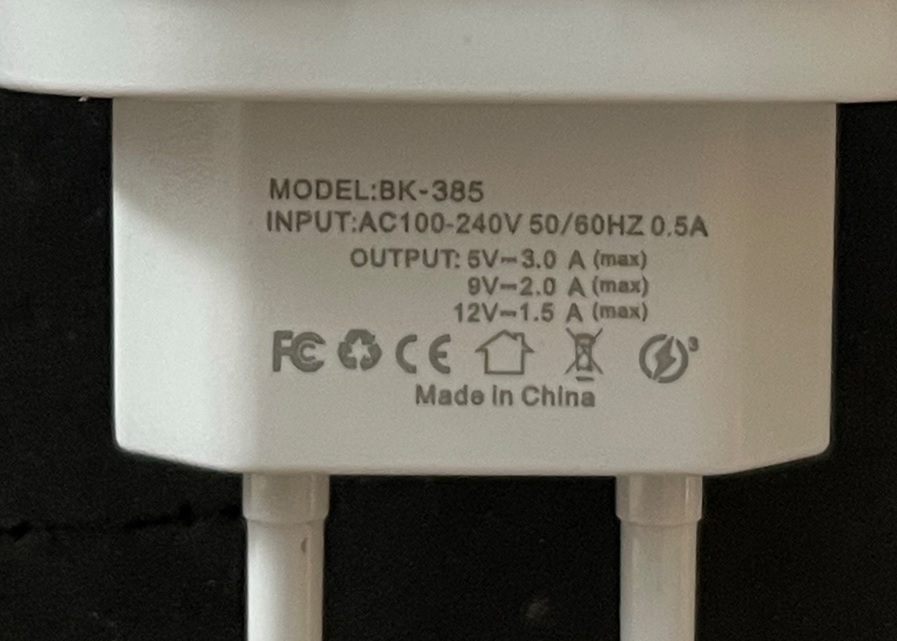 MODEL:BK-385
INPUT:AC100-240V 50/60HZ 0.5A
OUTPUT: 5V⎓3.0 A (max)
9V⎓2.0 A (max)
12V⎓1.5 A (max)
FC CE 3
Made in China